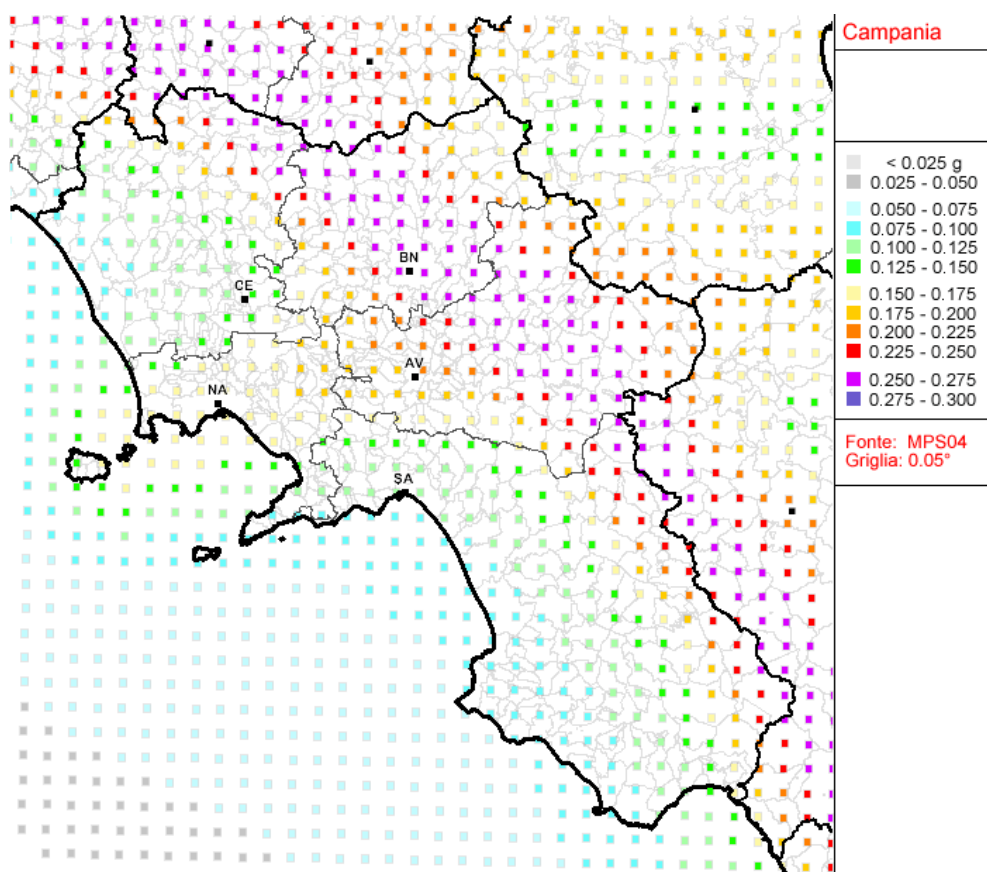 Campania
< 0.025 g
0.025 - 0.050
0.050 - 0.075
0.075 - 0.100
0.100 - 0.125
0.125 - 0.150
0.150 - 0.175
0.175 - 0.200
0.200 - 0.225
0.225 - 0.250
0.250 - 0.275
0.275 - 0.300
Fonte: MPS04
Griglia: 0.05°
BN
CE
AV
NA
SA